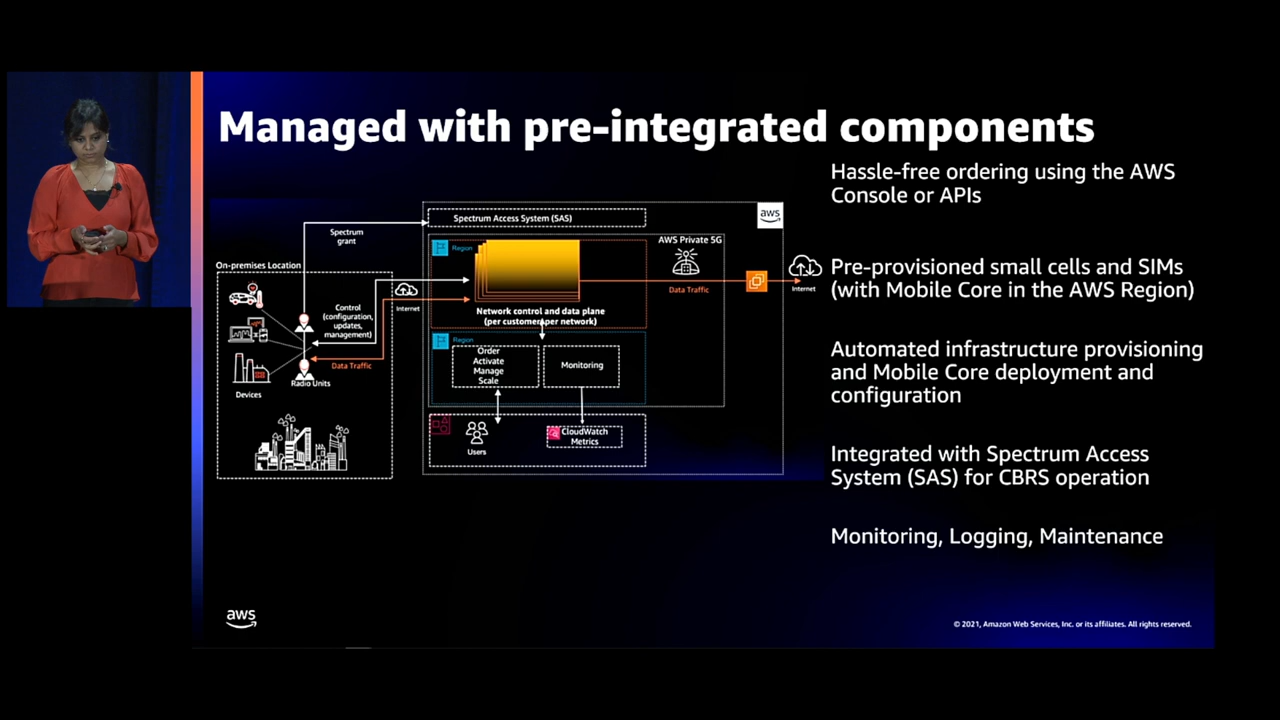 Managed with pre-integrated components
Hassle-free ordering using the AWS
Console or APIs
Pre-provisioned small cells and SIMs
(with Mobile Core in the AWS Region)
Automated infrastructure provisioning
and Mobile Core deployment and
configuration
Integrated with Spectrum Access
System (SAS) for CBRS operation
Monitoring, Logging, Maintenance
Spectrum Access System (SAS)
aws
Spectrum
grant
Region
AWS Private 5G
On-premises Location
Control
(configuration,
updates,
management)
Internet
Data Traffic
Internet
Network control and data plane
(per customer/per network)
Data Traffic
Radio Units
Devices
Region
Order
Activate
Manage
Scale
Monitoring
Users
CloudWatch
Metrics
aws
© 2021, Amazon Web Services, Inc. or its affiliates. All rights reserved.